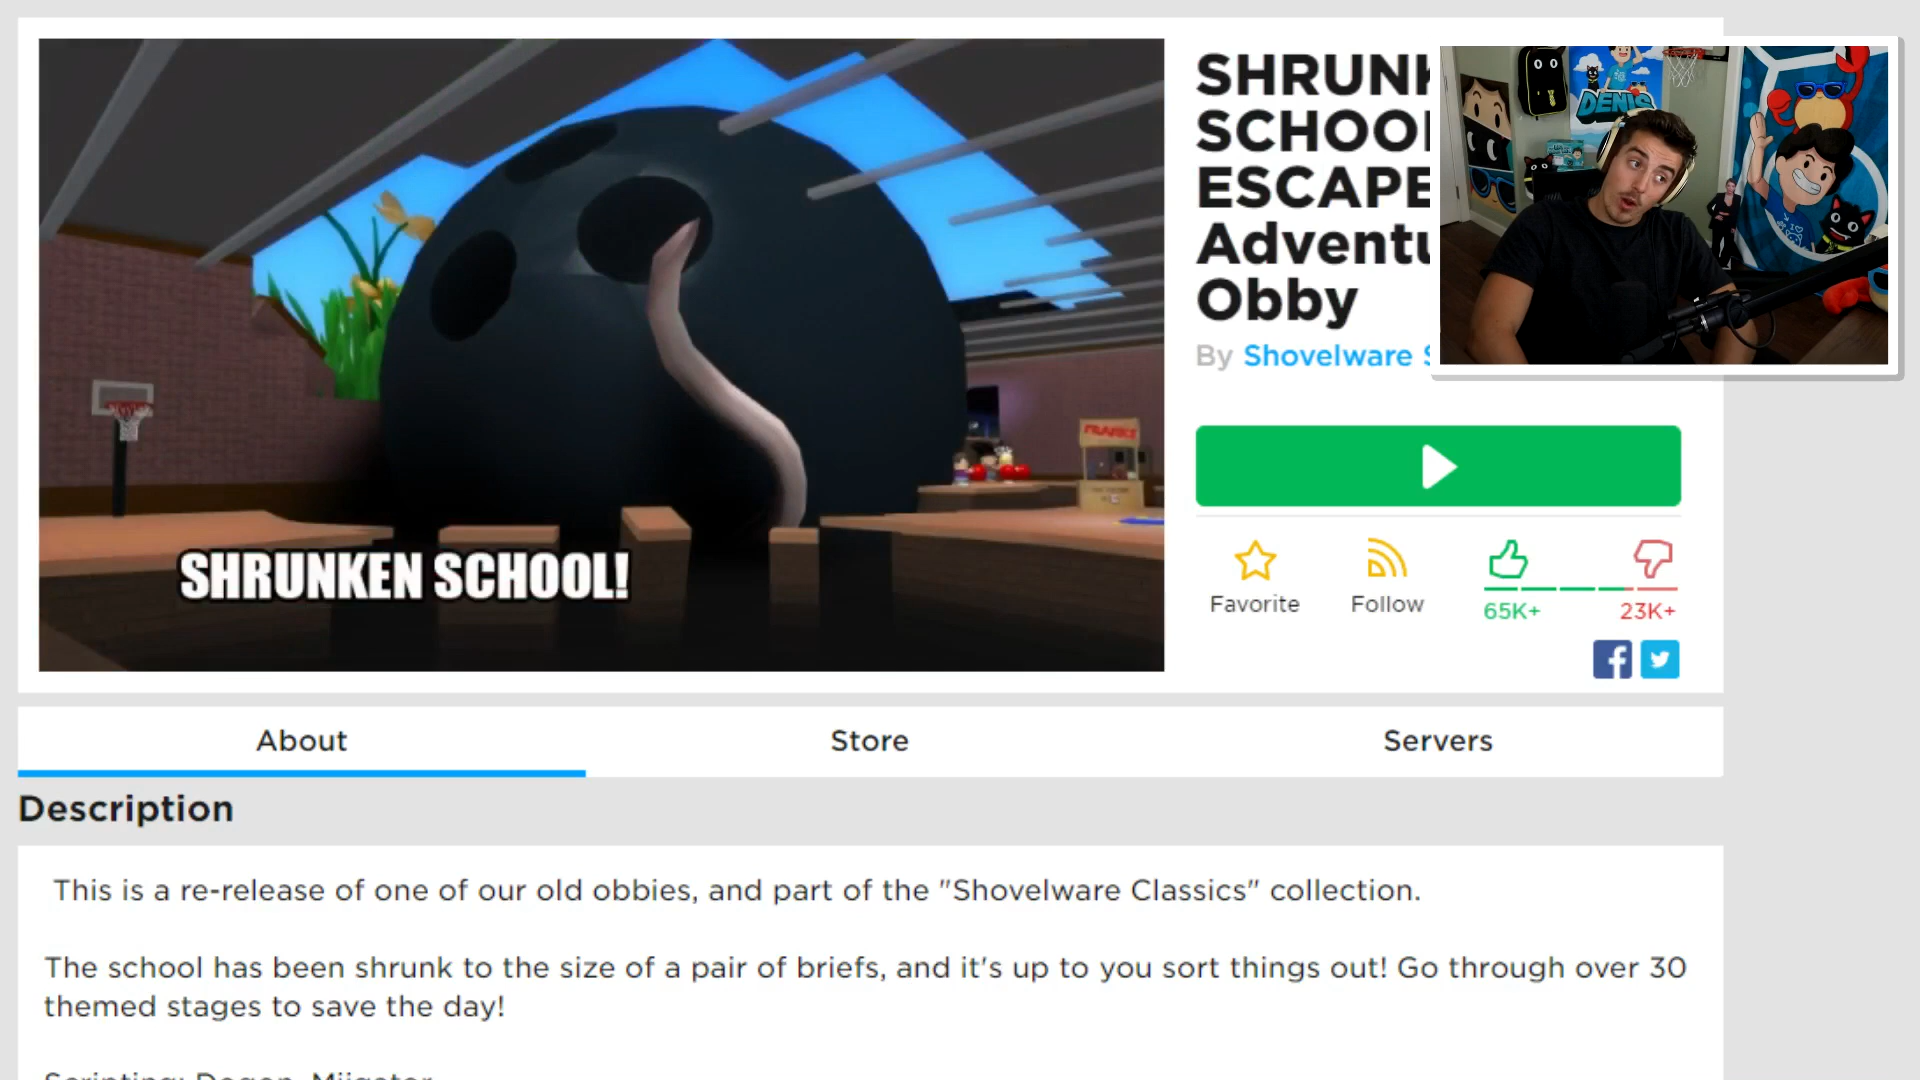 SHRUNK
SCHOOL
ESCAPE
Adventu
Obby
By Shovelware S
DENIS
FRANKS
SHRUNKEN SCHOOL!
Favorite
Follow
65K+
23K+
About
Store
Servers
Description
This is a re-release of one of our old obbies, and part of the "Shovelware Classics" collection.
The school has been shrunk to the size of a pair of briefs, and it's up to you sort things out! Go through over 30
themed stages to save the day!